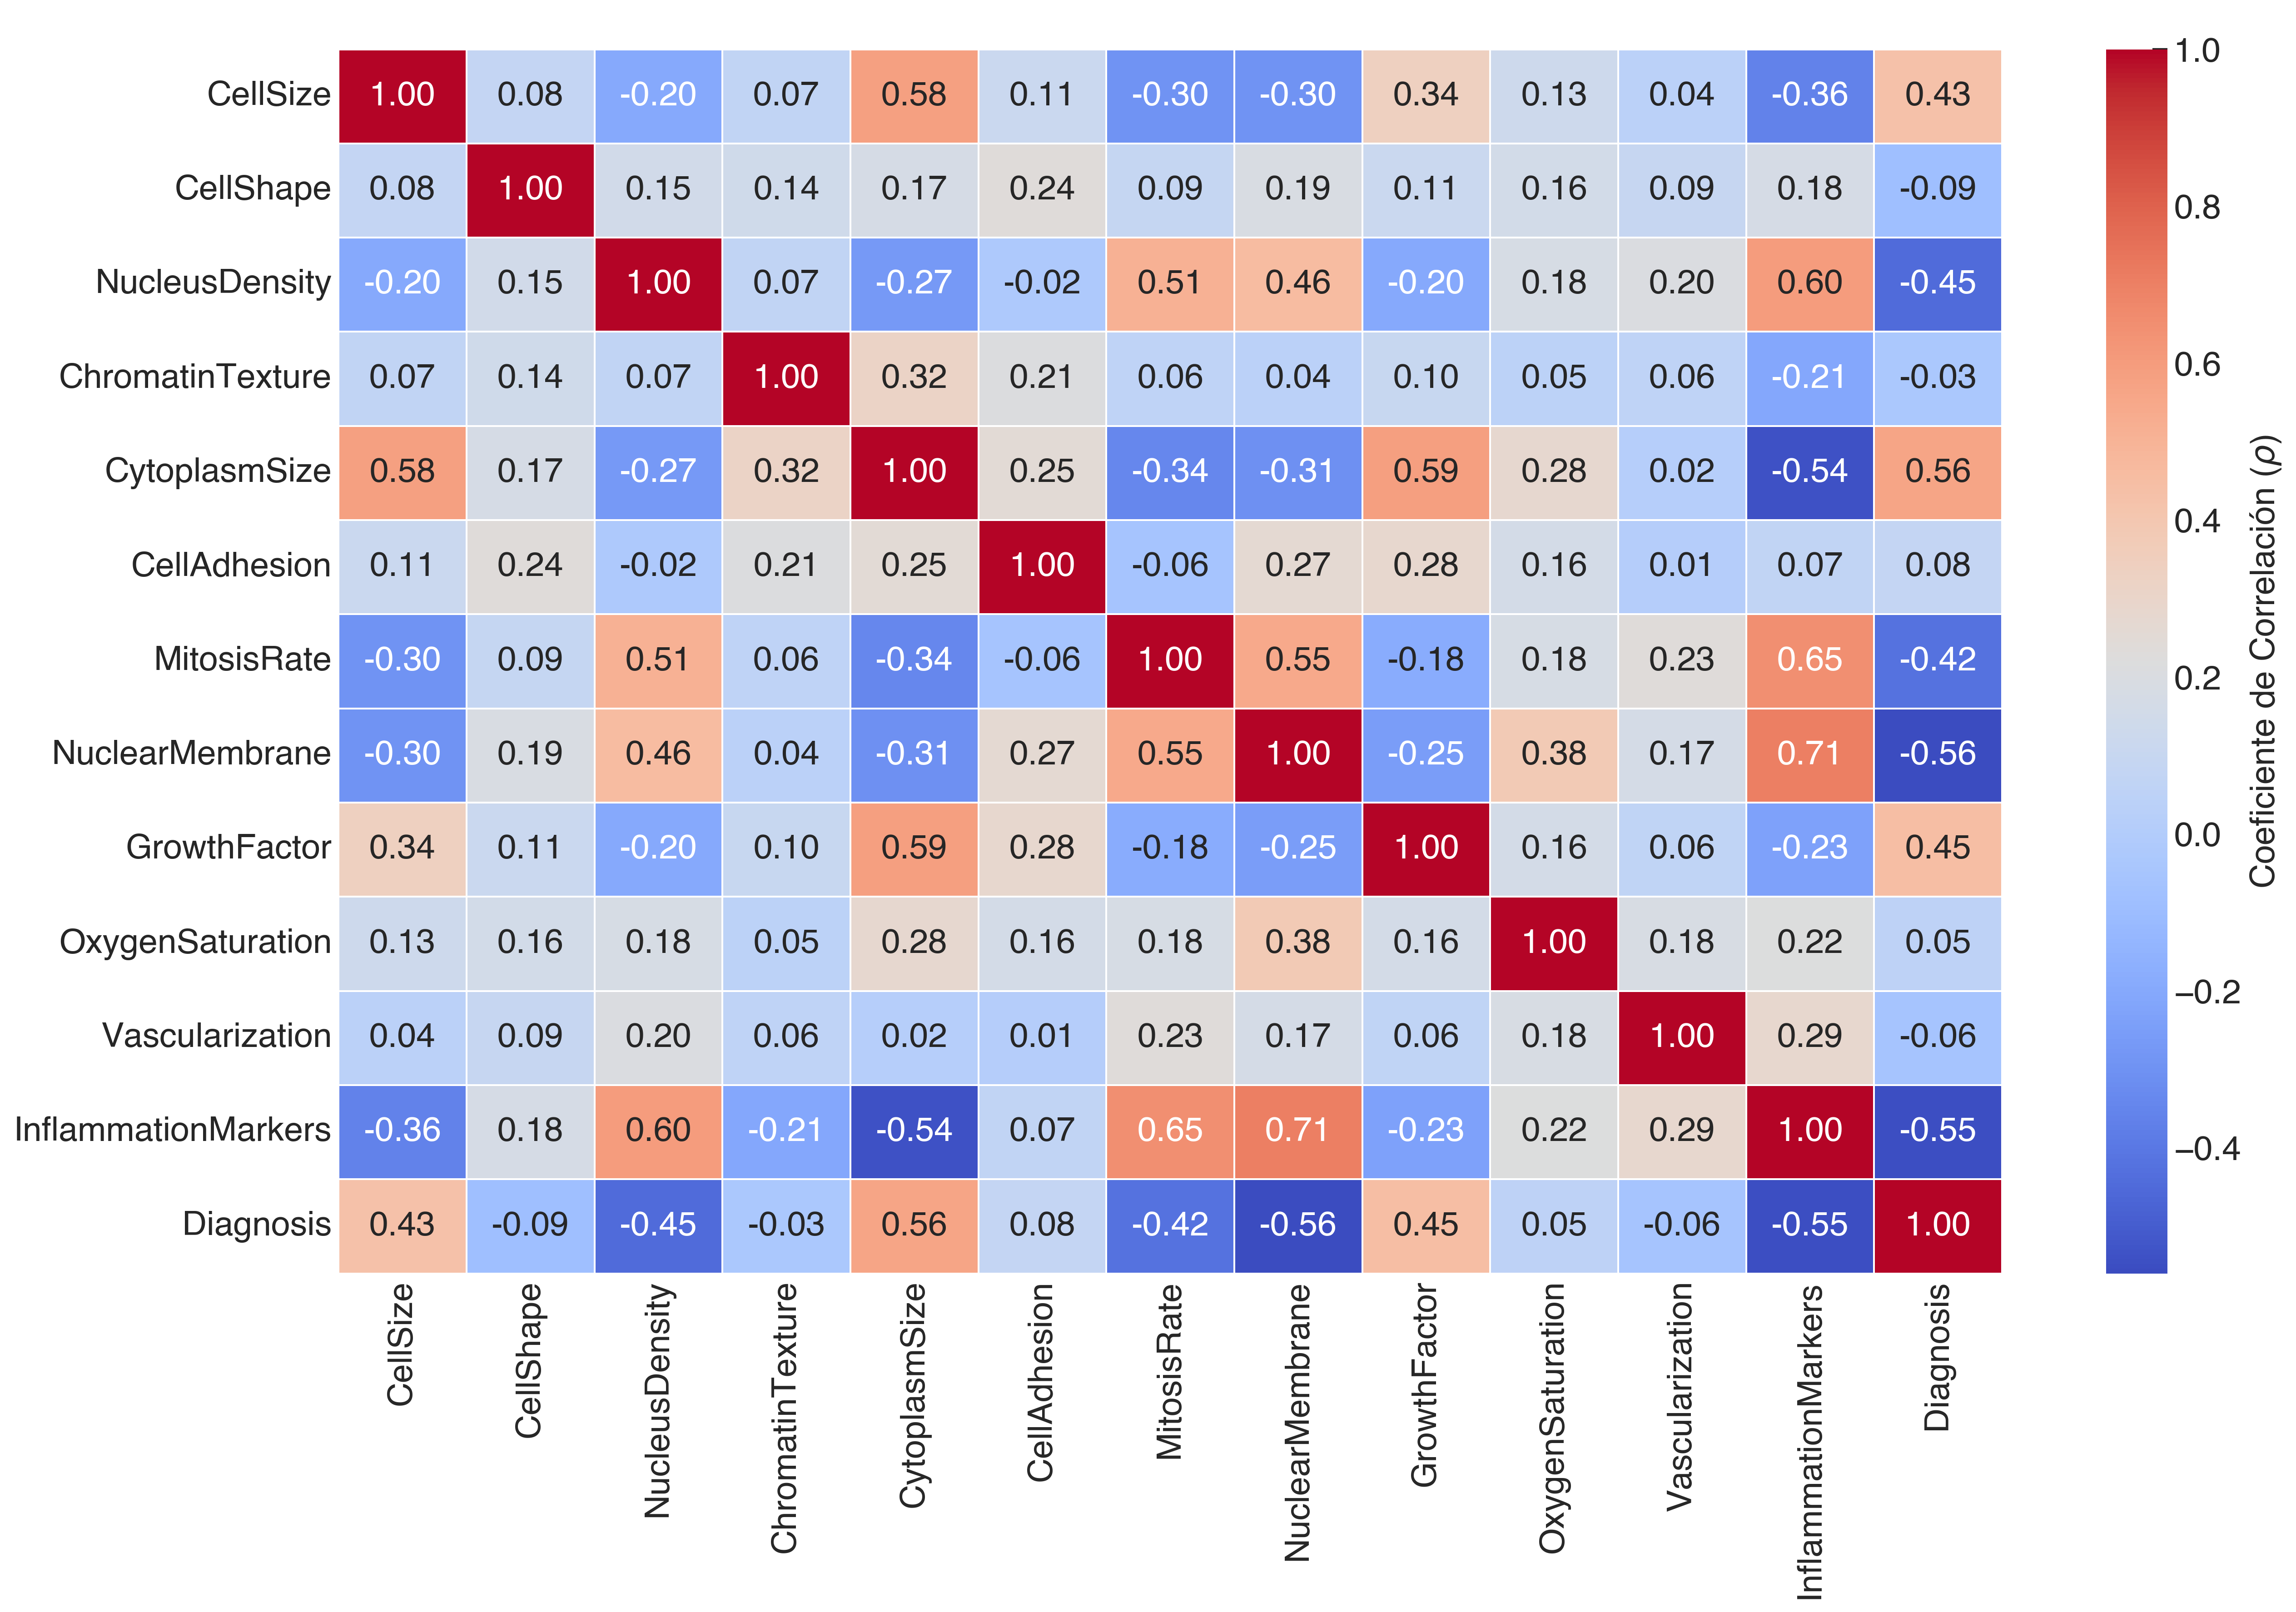 CellSize 1.00 0.08 -0.20 0.07 0.58 0.11 -0.30 -0.30 0.34 0.13 0.04 -0.36 0.43
CellShape 0.08 1.00 0.15 0.14 0.17 0.24 0.09 0.19 0.11 0.16 0.09 0.18 -0.09
NucleusDensity -0.20 0.15 1.00 0.07 -0.27 -0.02 0.51 0.46 -0.20 0.18 0.20 0.60 -0.45
ChromatinTexture 0.07 0.14 0.07 1.00 0.32 0.21 0.06 0.04 0.10 0.05 0.06 -0.21 -0.03
CytoplasmSize 0.58 0.17 -0.27 0.32 1.00 0.25 -0.34 -0.31 0.59 0.28 0.02 -0.54 0.56
CellAdhesion 0.11 0.24 -0.02 0.21 0.25 1.00 -0.06 0.27 0.28 0.16 0.01 0.07 0.08
MitosisRate -0.30 0.09 0.51 0.06 -0.34 -0.06 1.00 0.55 -0.18 0.18 0.23 0.65 -0.42
NuclearMembrane -0.30 0.19 0.46 0.04 -0.31 0.27 0.55 1.00 -0.25 0.38 0.17 0.71 -0.56
GrowthFactor 0.34 0.11 -0.20 0.10 0.59 0.28 -0.18 -0.25 1.00 0.16 0.06 -0.23 0.45
OxygenSaturation 0.13 0.16 0.18 0.05 0.28 0.16 0.18 0.38 0.16 1.00 0.18 0.22 0.05
Vascularization 0.04 0.09 0.20 0.06 0.02 0.01 0.23 0.17 0.06 0.18 1.00 0.29 -0.06
InflammationMarkers -0.36 0.18 0.60 -0.21 -0.54 0.07 0.65 0.71 -0.23 0.22 0.29 1.00 -0.55
Diagnosis 0.43 -0.09 -0.45 -0.03 0.56 0.08 -0.42 -0.56 0.45 0.05 -0.06 -0.55 1.00
CellSize
CellShape
NucleusDensity
ChromatinTexture
CytoplasmSize
CellAdhesion
MitosisRate
NuclearMembrane
GrowthFactor
OxygenSaturation
Vascularization
InflammationMarkers
Diagnosis
1.0
0.8
0.6
0.4
0.2
0.0
−0.2
−0.4
Coeficiente de Correlación (ρ)